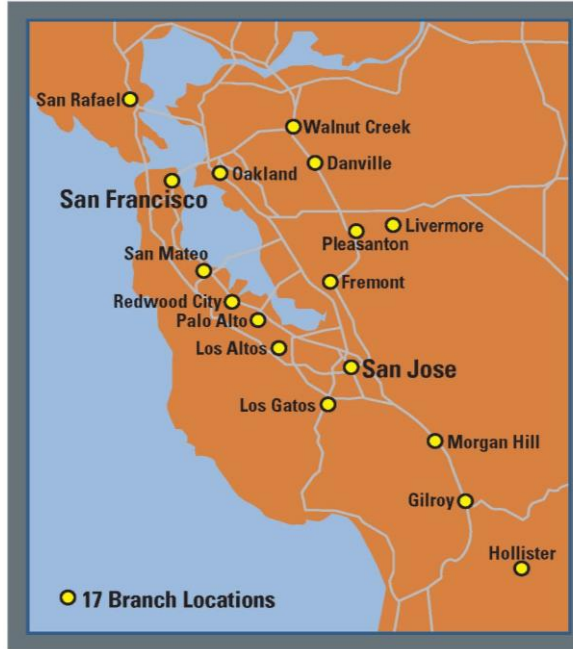 San Rafael
Walnut Creek
Danville
Oakland
San Francisco
Livermore
Pleasanton
San Mateo
Fremont
Redwood City
Palo Alto
Los Altos
San Jose
Los Gatos
Morgan Hill
Gilroy
Hollister
17 Branch Locations